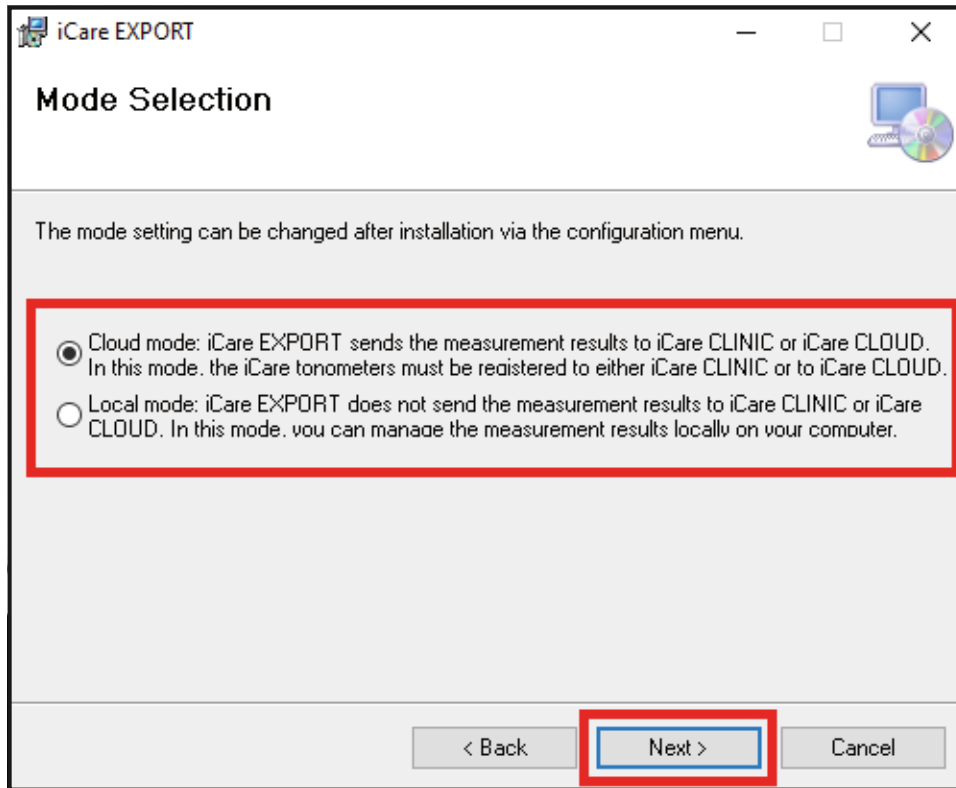 iCare EXPORT
Mode Selection
The mode setting can be changed after installation via the configuration menu.
Cloud mode: iCare EXPORT sends the measurement results to iCare CLINIC or iCare CLOUD.
In this mode, the iCare tonometers must be registered to either iCare CLINIC or to iCare CLOUD.
Local mode: iCare EXPORT does not send the measurement results to iCare CLINIC or iCare
CLOUD. In this mode, you can manage the measurement results locally on your computer.
< Back
Next >
Cancel